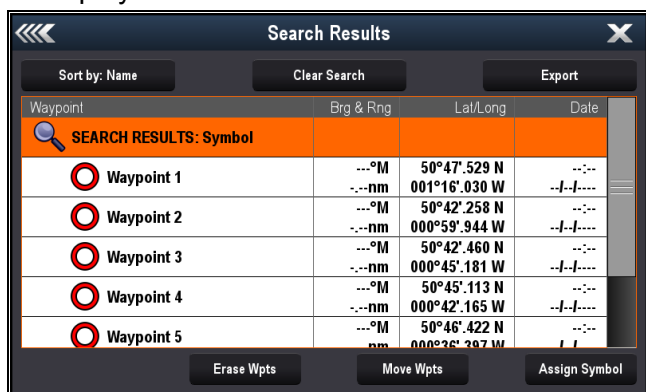 Search Results
Sort by: Name Clear Search Export
Waypoint Brg & Rng Lat/Long Date
SEARCH RESULTS: Symbol
Waypoint 1 ---°M 50°47'.529 N --:--
-.--nm 001°16'.030 W --/--/----
Waypoint 2 ---°M 50°42'.258 N --:--
-.--nm 000°59'.944 W --/--/----
Waypoint 3 ---°M 50°42'.460 N --:--
-.--nm 000°45'.181 W --/--/----
Waypoint 4 ---°M 50°45'.113 N --:--
-.--nm 000°42'.165 W --/--/----
Waypoint 5 ---°M 50°46'.422 N --:--
000°36'.397 W
Erase Wpts Move Wpts Assign Symbol